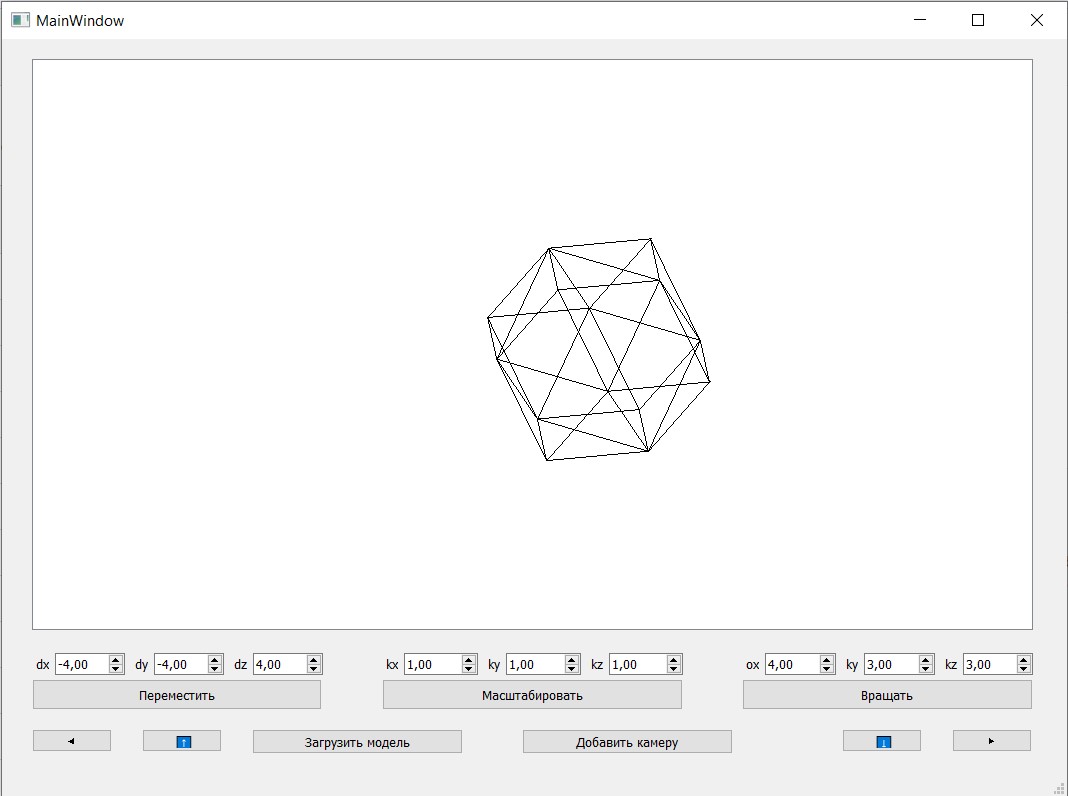 MainWindow
dx -4,00 dy -4,00 dz 4,00 kx 1,00 ky 1,00 kz 1,00 ox 4,00 ky 3,00 kz 3,00
Переместить Масштабировать Вращать
◄ ↑ Загрузить модель Добавить камеру ↓ ►